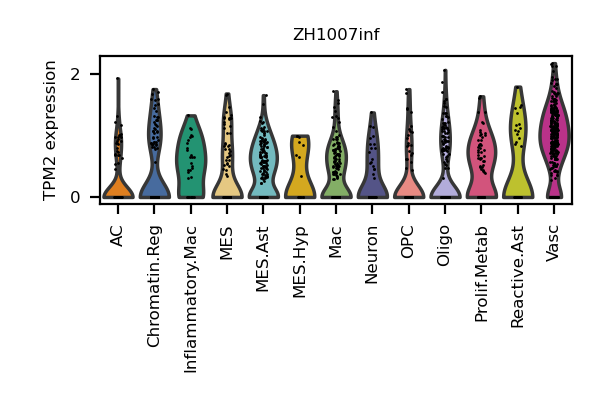 ZH1007inf
TPM2 expression
2
0
AC
Chromatin.Reg
Inflammatory.Mac
MES
MES.Ast
MES.Hyp
Mac
Neuron
OPC
Oligo
Prolif.Metab
Reactive.Ast
Vasc